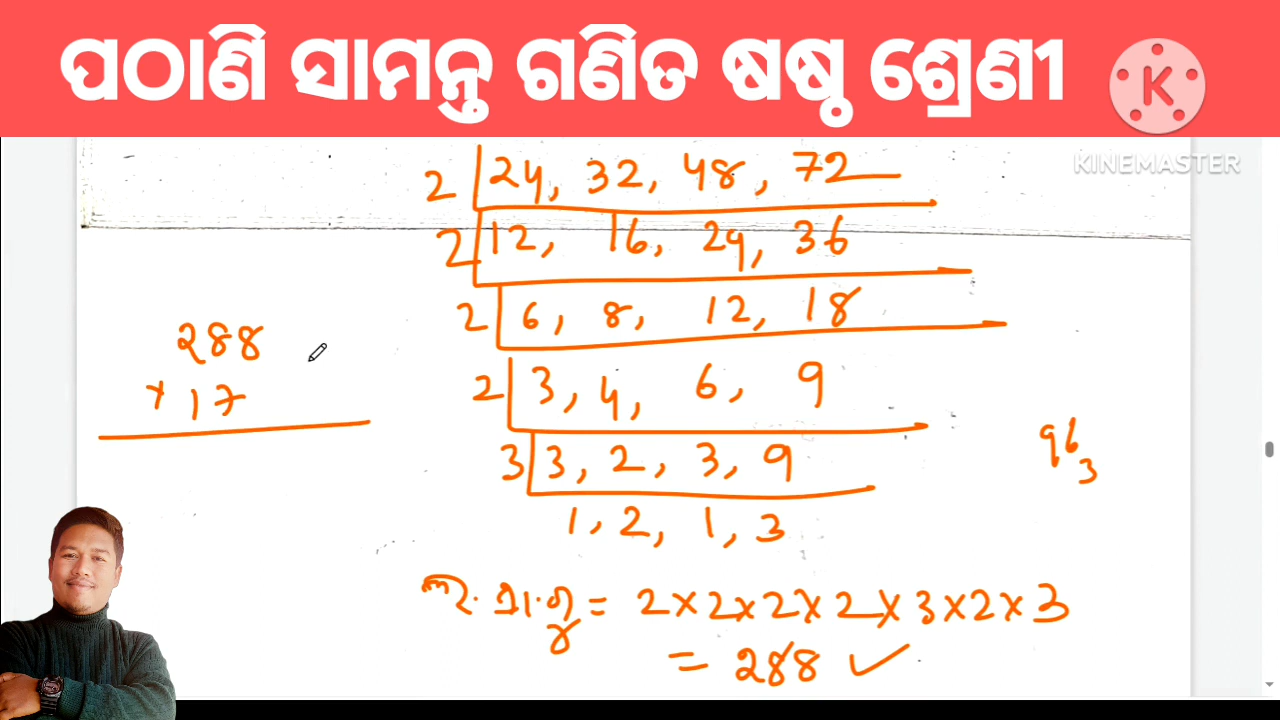 ପଠାଣି ସାମନ୍ତ ଗଣିତ ଷଷ୍ଠ ଶ୍ରେଣୀ
K
KINEMASTER
2 | 24, 32, 48, 72
2 | 12, 16, 24, 36
2 | 6, 8, 12, 18
2 | 3, 4, 6, 9
3 | 3, 2, 3, 9
1, 2, 1, 3
288
× 17
96
3
ଲ. ସା. ଗୁ = 2×2×2×2×3×2×3
= 288 ✓